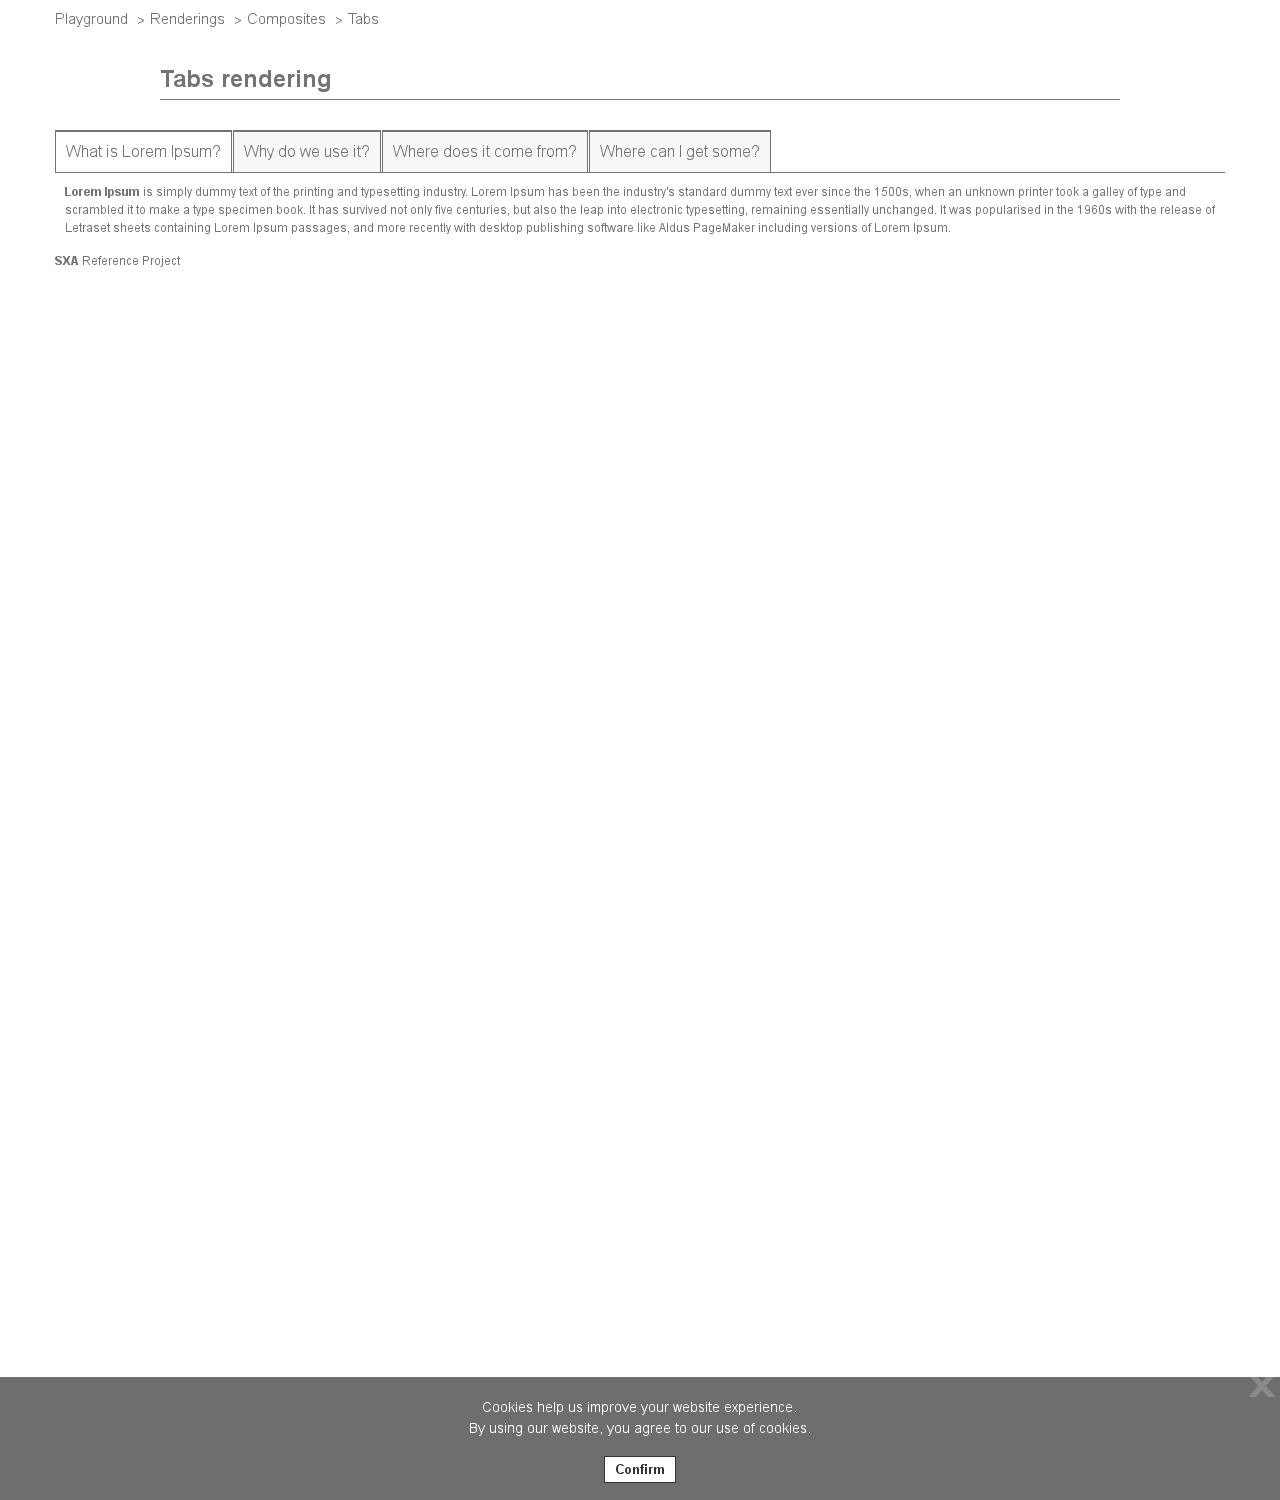 Playground > Renderings > Composites > Tabs
Tabs rendering
What is Lorem Ipsum? Why do we use it? Where does it come from? Where can I get some?
Lorem Ipsum is simply dummy text of the printing and typesetting industry. Lorem Ipsum has been the industry's standard dummy text ever since the 1500s, when an unknown printer took a galley of type and
scrambled it to make a type specimen book. It has survived not only five centuries, but also the leap into electronic typesetting, remaining essentially unchanged. It was popularised in the 1960s with the release of
Letraset sheets containing Lorem Ipsum passages, and more recently with desktop publishing software like Aldus PageMaker including versions of Lorem Ipsum.
SXA Reference Project
X
Cookies help us improve your website experience.
By using our website, you agree to our use of cookies.
Confirm